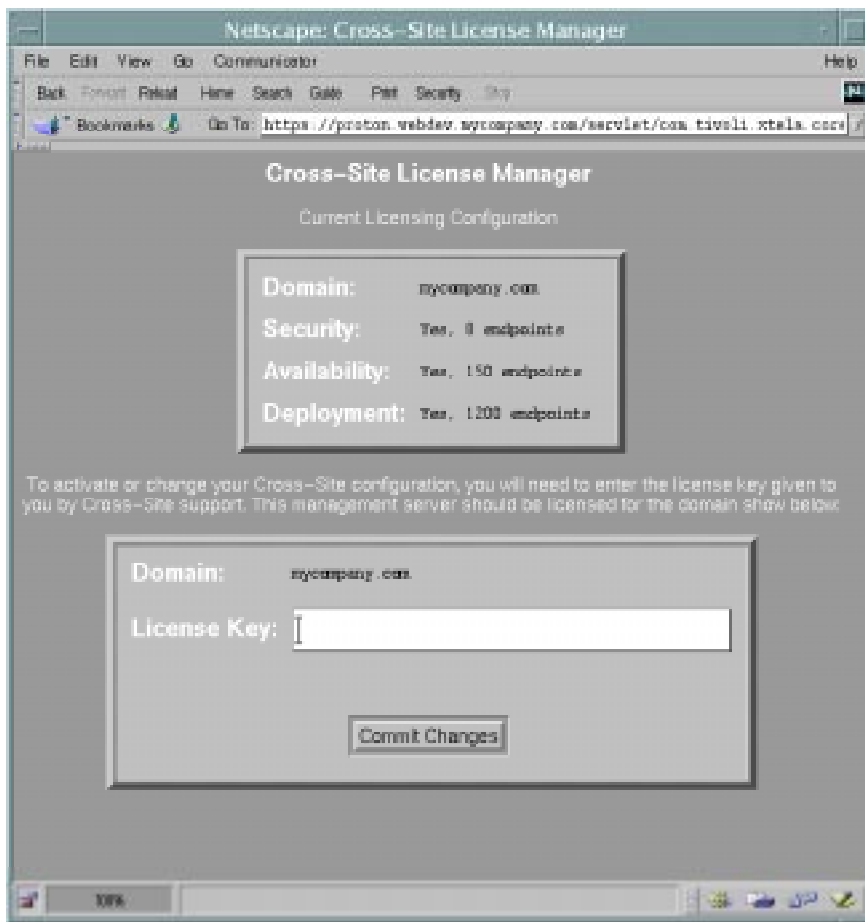 Netscape: Cross-Site License Manager
File Edit View Go Communicator Help
Back Forward Reload Home Search Guide Print Security Stop
Bookmarks Go To: https://proton.webdev.mycompany.com/servlet/com.tivoli.xtela.core
Cross-Site License Manager
Current Licensing Configuration
Domain: mycompany.com
Security: Yes, 0 endpoints
Availability: Yes, 150 endpoints
Deployment: Yes, 1200 endpoints
To activate or change your Cross-Site configuration, you will need to enter the license key given to
you by Cross-Site support. This management server should be licensed for the domain show below:
Domain: mycompany.com
License Key:
Commit Changes
100%